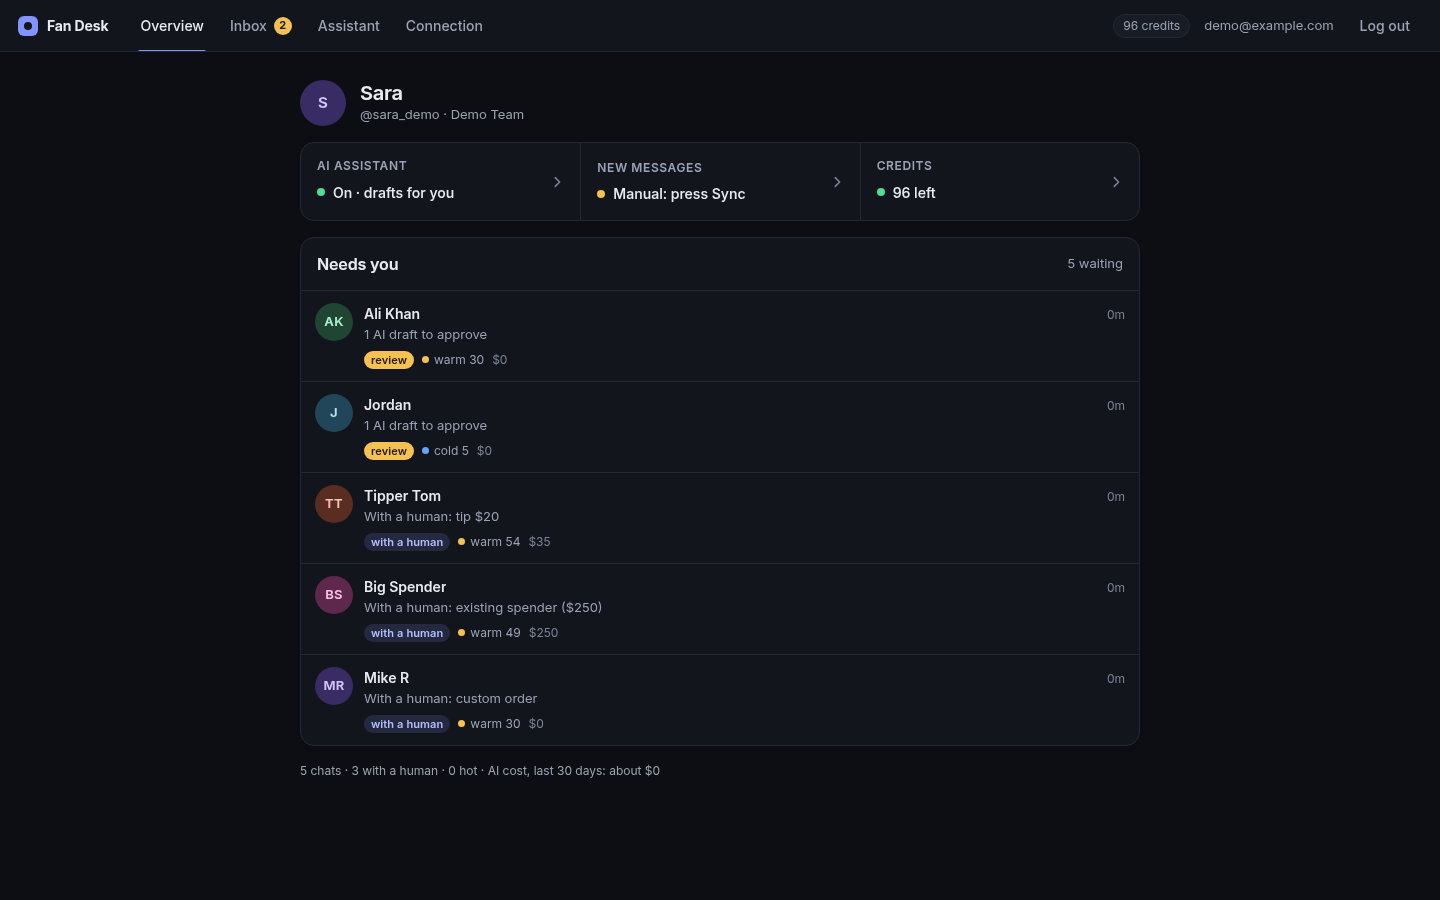 Fan Desk Overview Inbox 2 Assistant Connection 96 credits demo@example.com Log out
S
Sara
@sara_demo · Demo Team
AI ASSISTANT
On · drafts for you
NEW MESSAGES
Manual: press Sync
CREDITS
96 left
Needs you 5 waiting
AK Ali Khan 0m
1 AI draft to approve
review warm 30 $0
J Jordan 0m
1 AI draft to approve
review cold 5 $0
TT Tipper Tom 0m
With a human: tip $20
with a human warm 54 $35
BS Big Spender 0m
With a human: existing spender ($250)
with a human warm 49 $250
MR Mike R 0m
With a human: custom order
with a human warm 30 $0
5 chats · 3 with a human · 0 hot · AI cost, last 30 days: about $0